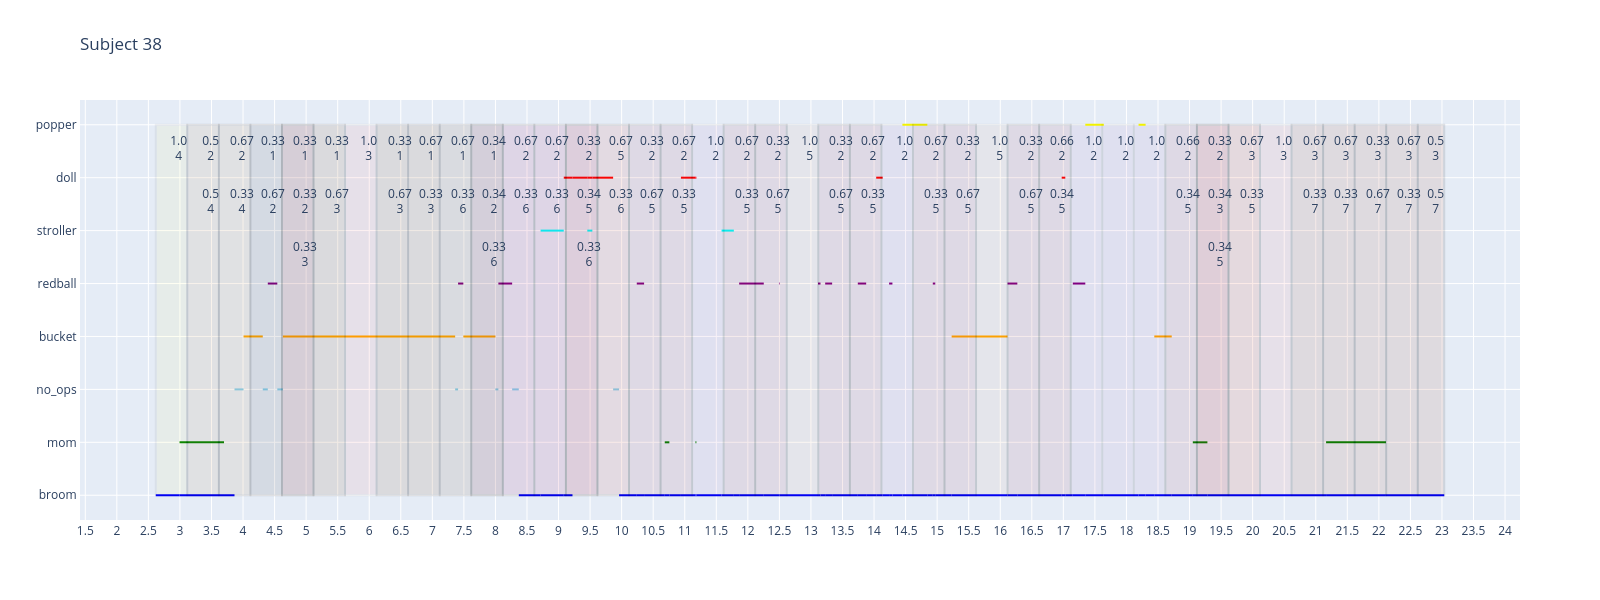 Subject 38
popper
1.0 0.5 0.67 0.33 0.33 0.33 1.0 0.33 0.67 0.67 0.34 0.67 0.67 0.33 0.67 0.67 0.67 1.0 0.67 0.33 1.0 0.33 0.67 1.0 0.67 0.33 1.0 0.33 0.66 1.0 1.0 1.0 0.66 0.33 0.67 1.0 0.67 0.67 0.33 0.67 0.5
4 2 2 1 1 1 3 1 1 1 1 2 2 2 5 2 2 2 2 2 5 2 2 2 2 2 5 2 2 2 2 2 2 2 3 3 3 3 3 3 3
doll
0.5 0.33 0.67 0.33 0.67 0.67 0.33 0.33 0.34 0.33 0.33 0.34 0.33 0.67 0.33 0.33 0.67 0.67 0.33 0.33 0.67 0.67 0.34 0.34 0.34 0.33 0.33 0.33 0.67 0.33 0.5
4 4 2 2 3 3 3 6 2 6 6 5 6 5 5 5 5 5 5 5 5 5 5 5 3 5 7 7 7 7 7
stroller
0.33 0.33 0.33 0.34
3 6 6 5
redball
bucket
no_ops
mom
broom
1.5 2 2.5 3 3.5 4 4.5 5 5.5 6 6.5 7 7.5 8 8.5 9 9.5 10 10.5 11 11.5 12 12.5 13 13.5 14 14.5 15 15.5 16 16.5 17 17.5 18 18.5 19 19.5 20 20.5 21 21.5 22 22.5 23 23.5 24